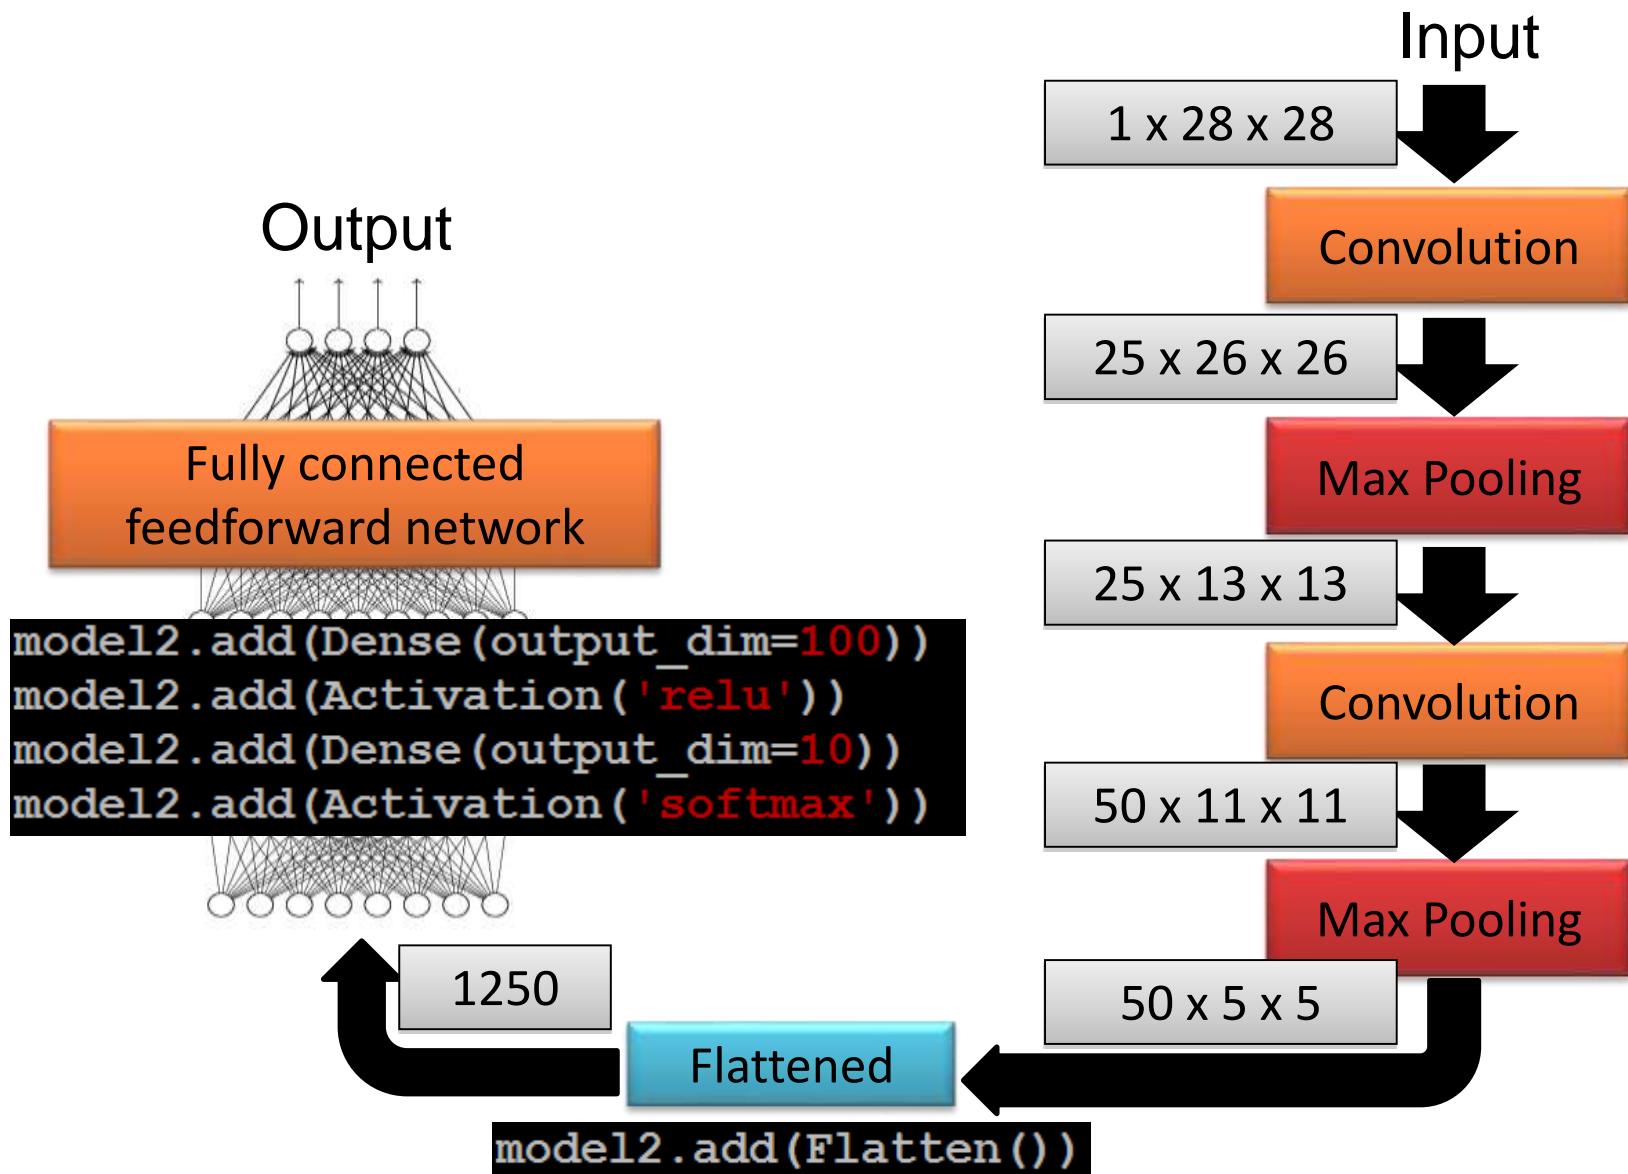 Input
1 x 28 x 28
Convolution
25 x 26 x 26
Max Pooling
25 x 13 x 13
Convolution
50 x 11 x 11
Max Pooling
50 x 5 x 5
Flattened
model2.add(Flatten())
1250
Output
Fully connected
feedforward network
model2.add(Dense(output_dim=100))
model2.add(Activation('relu'))
model2.add(Dense(output_dim=10))
model2.add(Activation('softmax'))